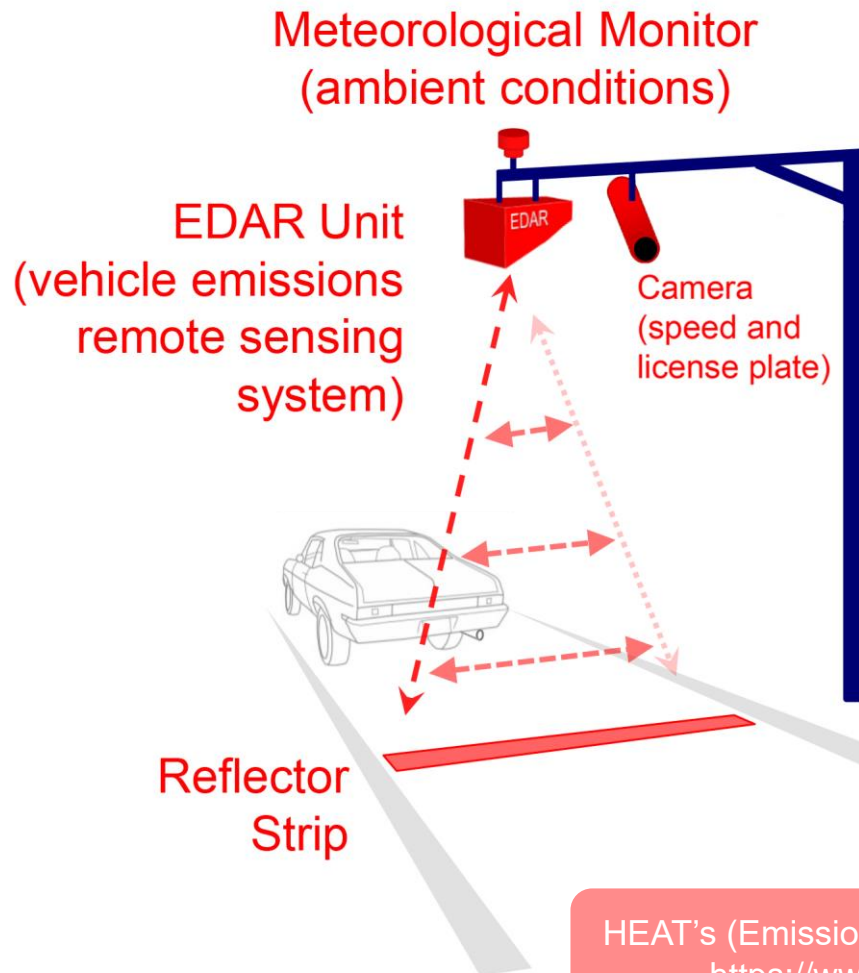 Meteorological Monitor
(ambient conditions)
EDAR Unit
(vehicle emissions
remote sensing
system)
EDAR
Camera
(speed and
license plate)
Reflector
Strip
HEAT's (Emissio